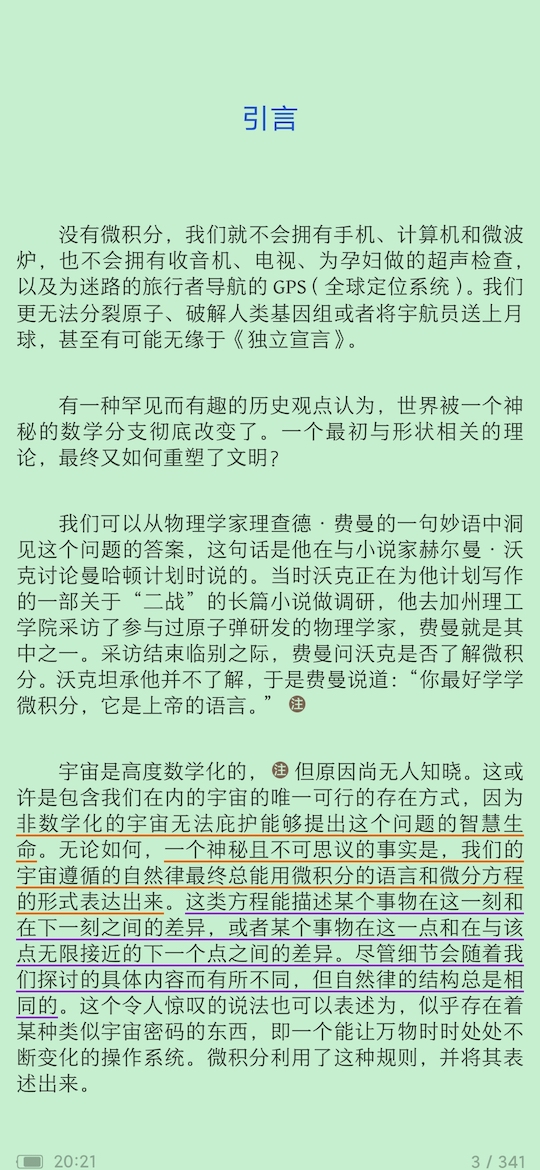 引言
没有微积分，我们就不会拥有手机、计算机和微波
炉，也不会拥有收音机、电视、为孕妇做的超声检查，
以及为迷路的旅行者导航的 GPS（全球定位系统）。我们
更无法分裂原子、破解人类基因组或者将宇航员送上月
球，甚至有可能无缘于《独立宣言》。
有一种罕见而有趣的历史观点认为，世界被一个神
秘的数学分支彻底改变了。一个最初与形状相关的理
论，最终又如何重塑了文明？
我们可以从物理学家理查德·费曼的一句妙语中洞
见这个问题的答案，这句话是他在与小说家赫尔曼·沃
克讨论曼哈顿计划时说的。当时沃克正在为他计划写作
的一部关于“二战”的长篇小说做调研，他去加州理工
学院采访了参与过原子弹研发的物理学家，费曼就是其
中之一。采访结束临别之际，费曼问沃克是否了解微积
分。沃克坦承他并不了解，于是费曼说道：“你最好学学
微积分，它是上帝的语言。” 注
宇宙是高度数学化的， 注 但原因尚无人知晓。这或
许是包含我们在内的宇宙的唯一可行的存在方式，因为
非数学化的宇宙无法庇护能够提出这个问题的智慧生
命。无论如何，一个神秘且不可思议的事实是，我们的
宇宙遵循的自然律最终总能用微积分的语言和微分方程
的形式表达出来。这类方程能描述某个事物在这一刻和
在下一刻之间的差异，或者某个事物在这一点和在与该
点无限接近的下一个点之间的差异。尽管细节会随着我
们探讨的具体内容而有所不同，但自然律的结构总是相
同的。这个令人惊叹的说法也可以表述为，似乎存在着
某种类似宇宙密码的东西，即一个能让万物时时处处不
断变化的操作系统。微积分利用了这种规则，并将其表
述出来。
20:21
3 / 341